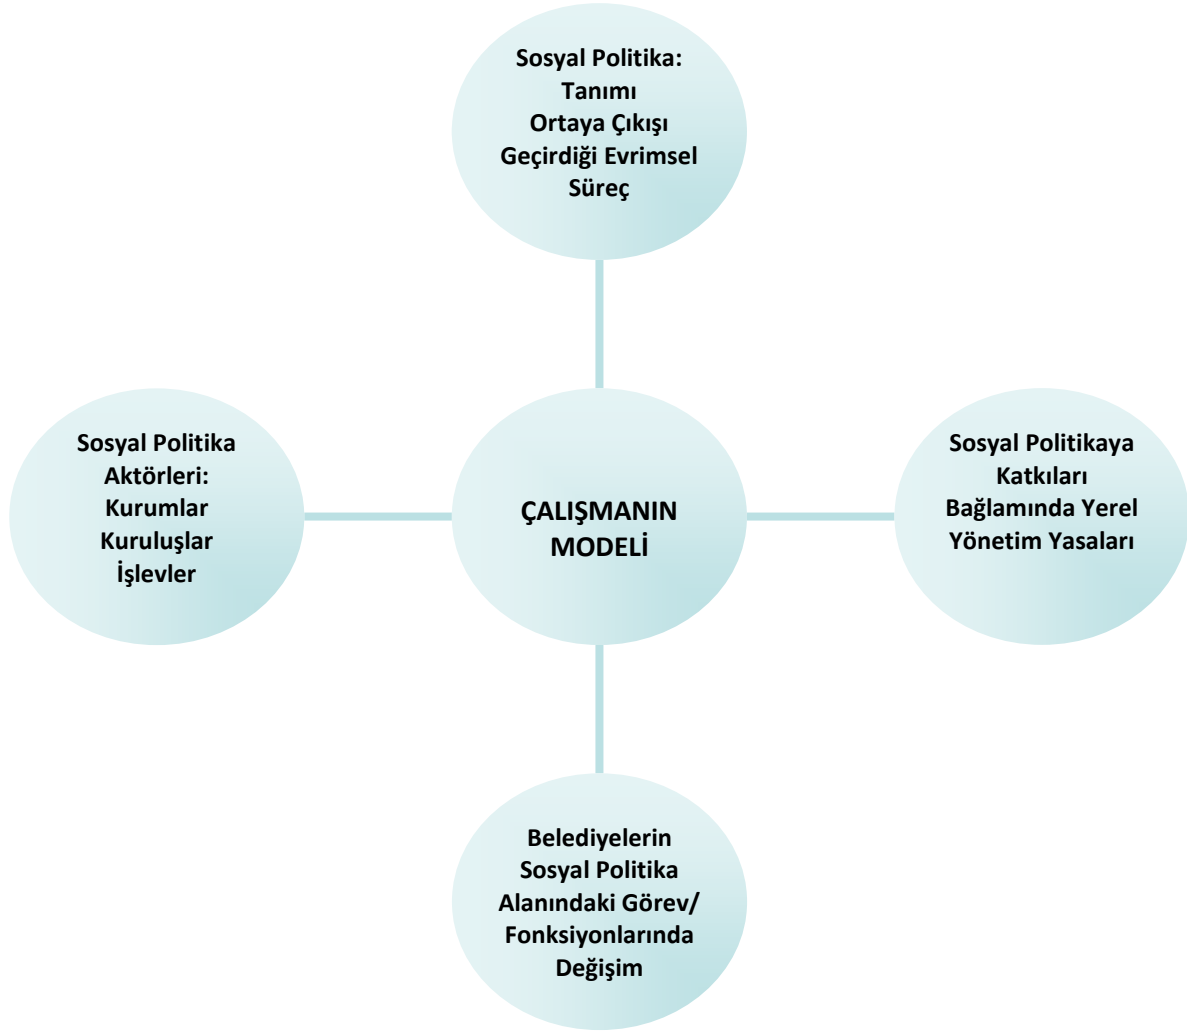 Sosyal Politika:
Tanımı
Ortaya Çıkışı
Geçirdiği Evrimsel
Süreç
Sosyal Politika
Aktörleri:
Kurumlar
Kuruluşlar
İşlevler
ÇALIŞMANIN
MODELİ
Sosyal Politikaya
Katkıları
Bağlamında Yerel
Yönetim Yasaları
Belediyelerin
Sosyal Politika
Alanındaki Görev/
Fonksiyonlarında
Değişim